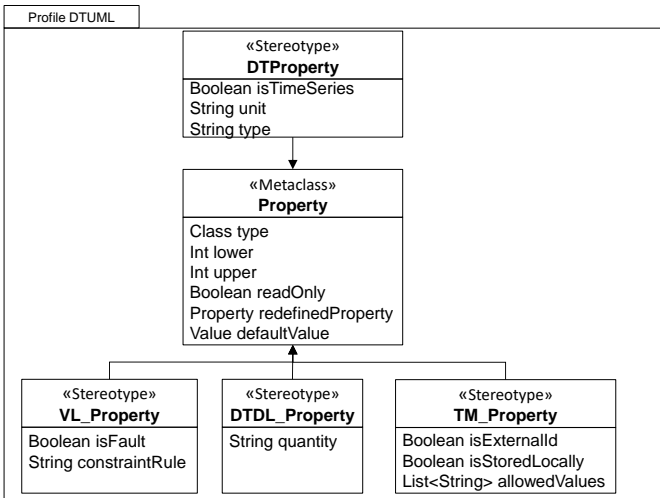 Profile DTUML
«Stereotype»
DTProperty
Boolean isTimeSeries
String unit
String type
«Metaclass»
Property
Class type
Int lower
Int upper
Boolean readOnly
Property redefinedProperty
Value defaultValue
«Stereotype»
VL_Property
Boolean isFault
String constraintRule
«Stereotype»
DTDL_Property
String quantity
«Stereotype»
TM_Property
Boolean isExternalId
Boolean isStoredLocally
List<String> allowedValues